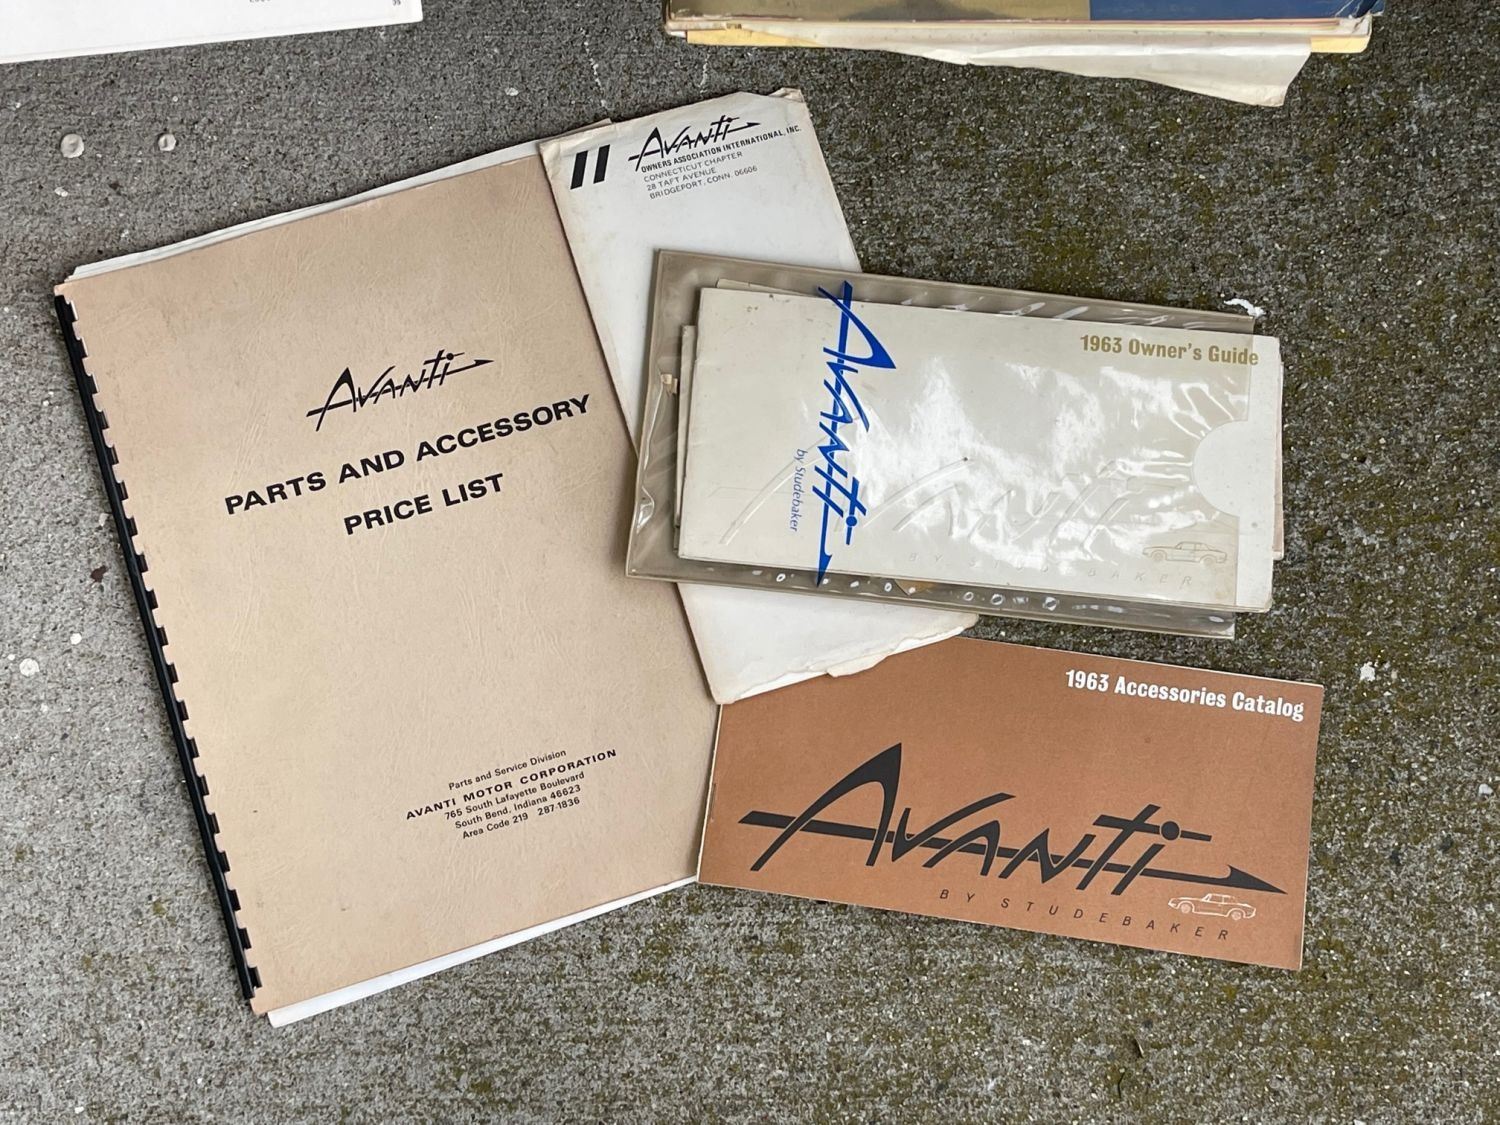 AVANTI
PARTS AND ACCESSORY
PRICE LIST
Parts and Service Division
AVANTI MOTOR CORPORATION
765 South Lafayette Boulevard
South Bend, Indiana 46623
Area Code 219 287-1836
AVANTI
OWNERS ASSOCIATION INTERNATIONAL, INC.
CONNECTICUT CHAPTER
28 TAFT AVENUE
BRIDGEPORT, CONN. 06606
1963 Owner's Guide
AVANTI
by Studebaker
AVANTI
BY STUDEBAKER
1963 Accessories Catalog
AVANTI
BY STUDEBAKER